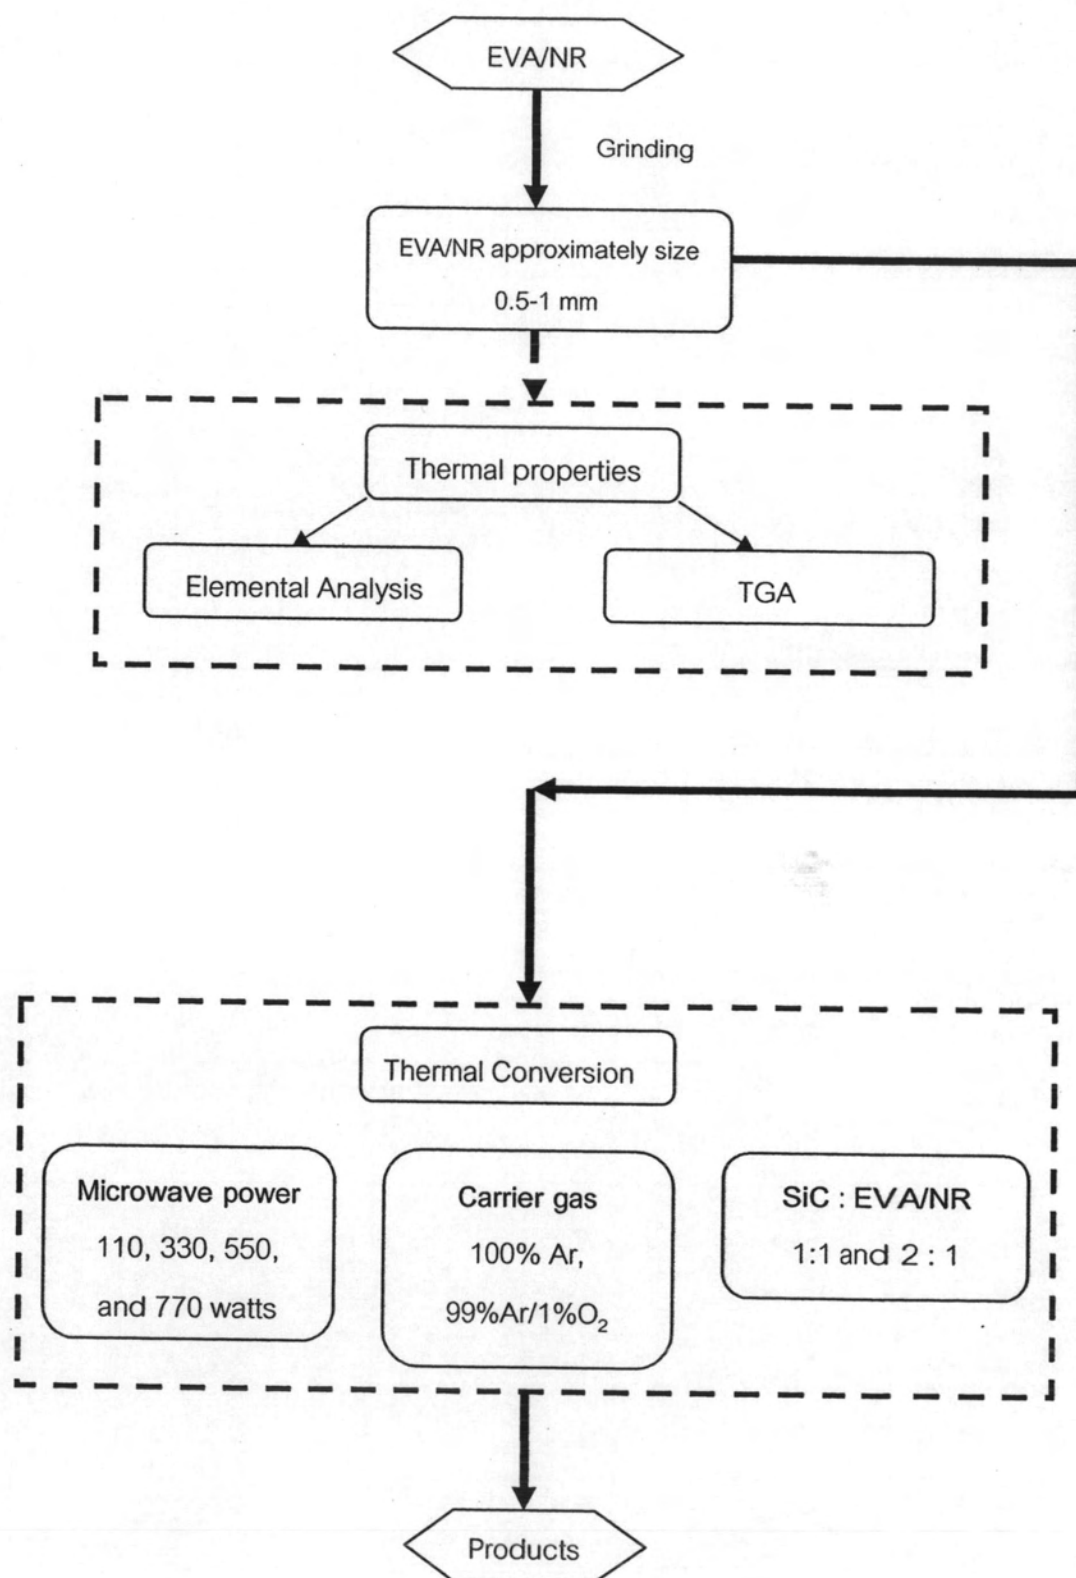 EVA/NR
Grinding
EVA/NR approximately size
0.5-1 mm
Thermal properties
Elemental Analysis
TGA
Thermal Conversion
Microwave power
110, 330, 550,
and 770 watts
Carrier gas
100% Ar,
99%Ar/1%O₂
SiC : EVA/NR
1:1 and 2 : 1
Products